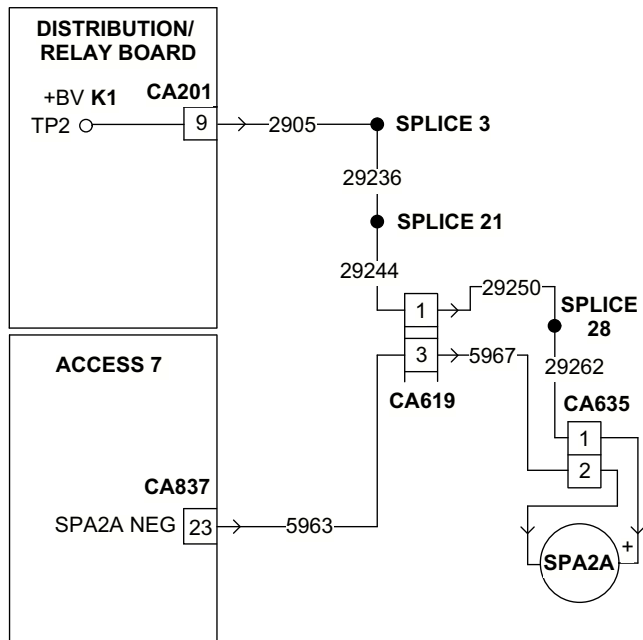 DISTRIBUTION/
RELAY BOARD
+BV K1
CA201
TP2
9
2905
SPLICE 3
29236
SPLICE 21
29244
1
29250
SPLICE
28
ACCESS 7
3
5967
29262
CA619
CA635
1
2
CA837
SPA2A NEG
23
5963
+
SPA2A